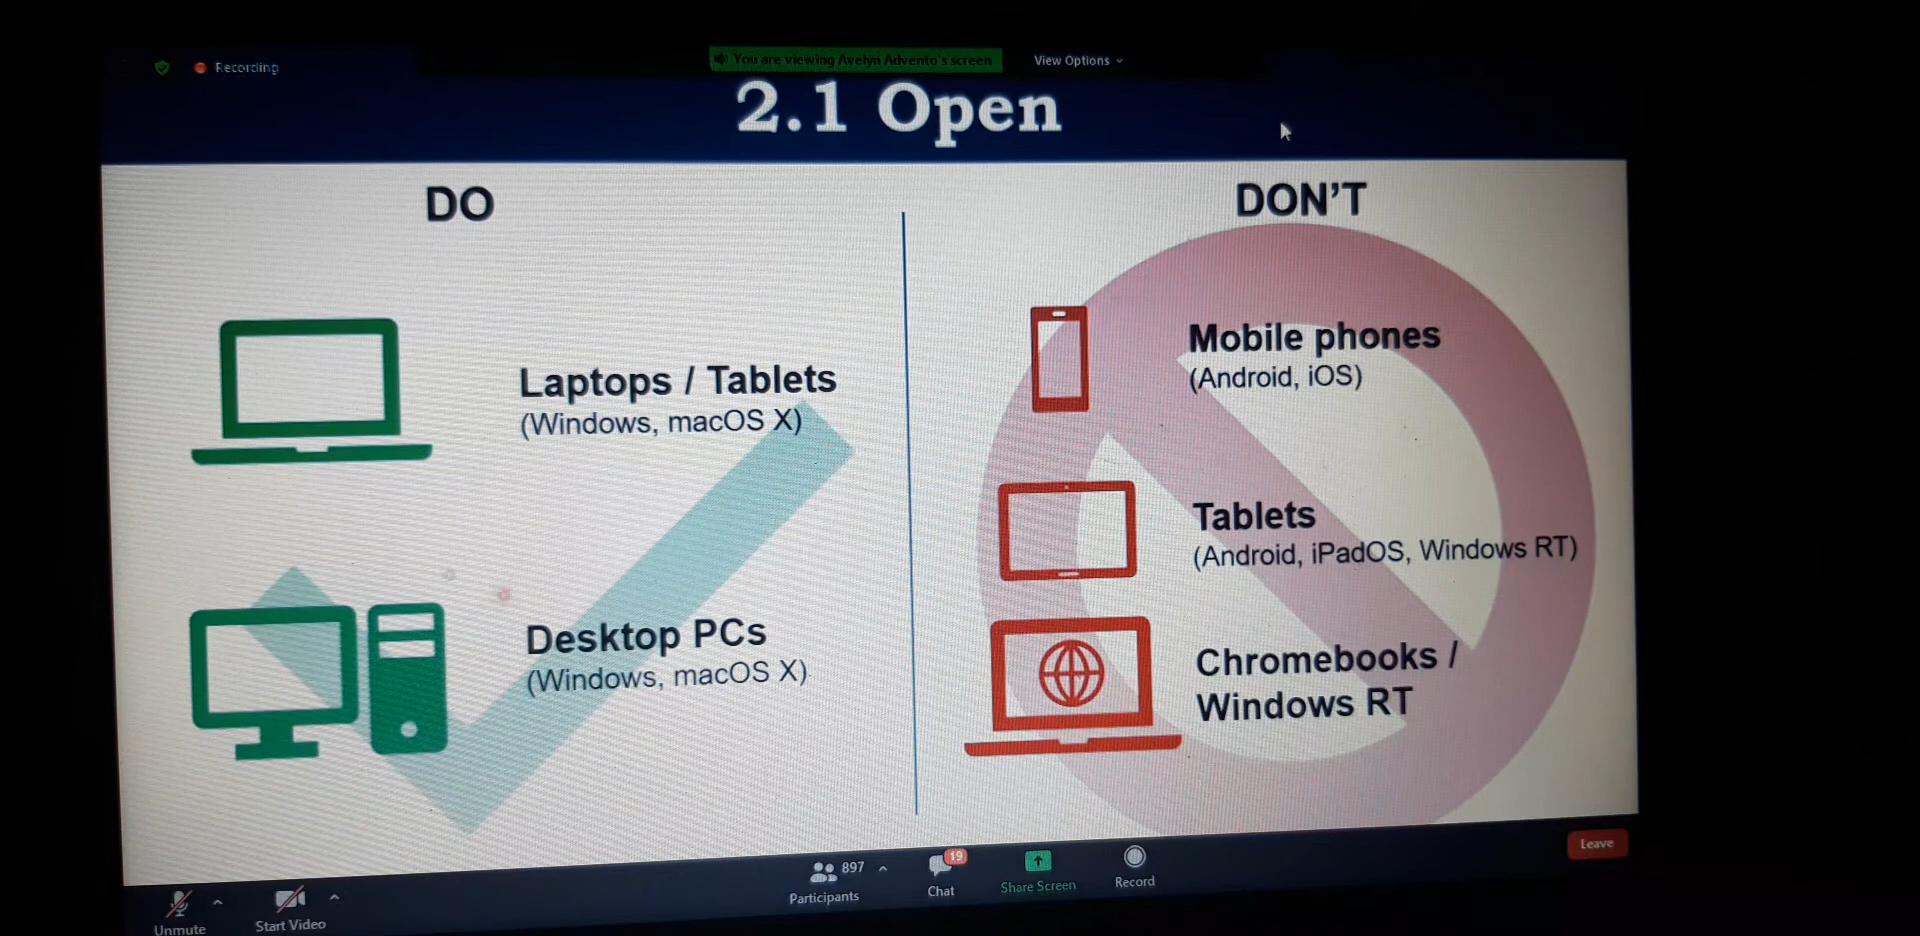 Recording
You are viewing Avelyn Advento's screen
View Options
2.1 Open
DO
DON'T
Laptops / Tablets
(Windows, macOS X)
Desktop PCs
(Windows, macOS X)
Mobile phones
(Android, iOS)
Tablets
(Android, iPadOS, Windows RT)
Chromebooks /
Windows RT
Leave
Unmute
Start Video
897
Participants
19
Chat
Share Screen
Record